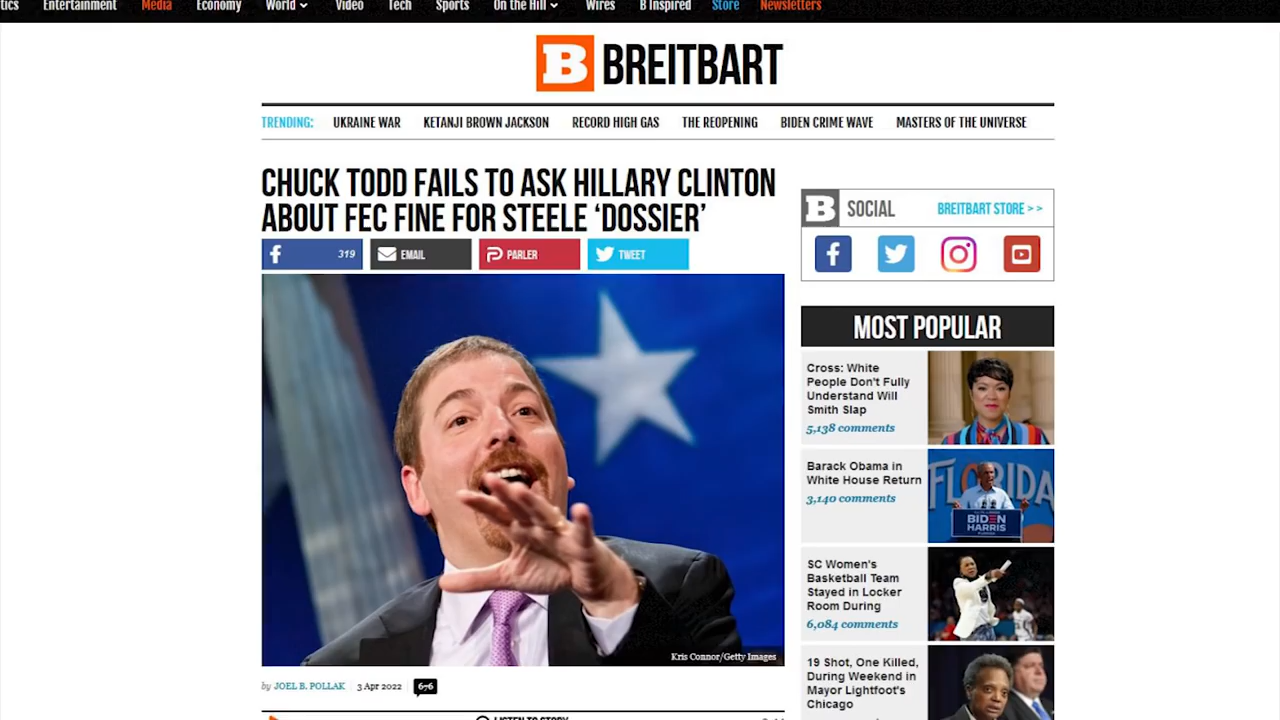 tics Entertainment Media Economy World Video Tech Sports On the Hill Wires B Inspired Store Newsletters
B BREITBART
TRENDING: UKRAINE WAR KETANJI BROWN JACKSON RECORD HIGH GAS THE REOPENING BIDEN CRIME WAVE MASTERS OF THE UNIVERSE
CHUCK TODD FAILS TO ASK HILLARY CLINTON
ABOUT FEC FINE FOR STEELE ‘DOSSIER’
319 EMAIL PARLER TWEET
Kris Connor/Getty Images
by JOEL B. POLLAK 3 Apr 2022 676
LISTEN TO STORY
B SOCIAL BREITBART STORE > >
MOST POPULAR
Cross: White
People Don't Fully
Understand Will
Smith Slap
5,138 comments
Barack Obama in
White House Return
3,140 comments
FLORIDA
BIDEN
HARRIS
SC Women's
Basketball Team
Stayed in Locker
Room During
6,084 comments
19 Shot, One Killed,
During Weekend in
Mayor Lightfoot's
Chicago